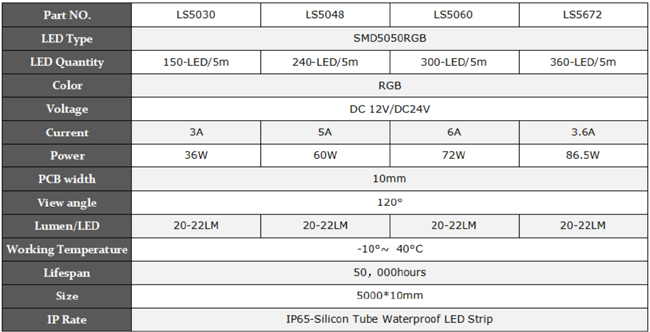 Part NO. LS5030 LS5048 LS5060 LS5672
LED Type SMD5050RGB
LED Quantity 150-LED/5m 240-LED/5m 300-LED/5m 360-LED/5m
Color RGB
Voltage DC 12V/DC24V
Current 3A 5A 6A 3.6A
Power 36W 60W 72W 86.5W
PCB width 10mm
View angle 120°
Lumen/LED 20-22LM 20-22LM 20-22LM 20-22LM
Working Temperature -10°~ 40°C
Lifespan 50，000hours
Size 5000*10mm
IP Rate IP65-Silicon Tube Waterproof LED Strip